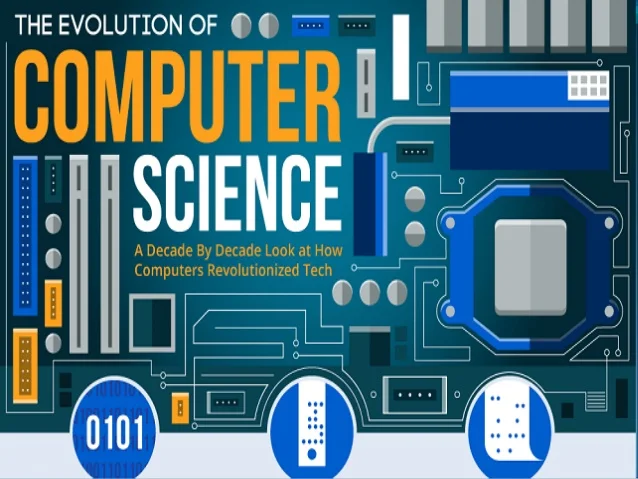 THE EVOLUTION OF
COMPUTER
SCIENCE
A Decade By Decade Look at How
Computers Revolutionized Tech
0101